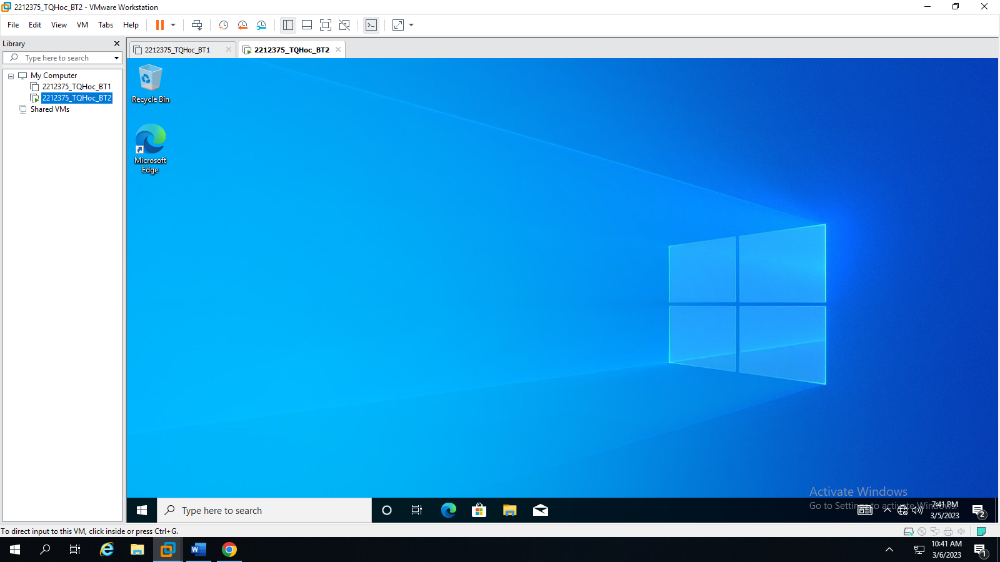 2212375_TQHoc_BT2 - VMware Workstation
File Edit View VM Tabs Help
Library
Type here to search
My Computer
2212375_TQHoc_BT1
2212375_TQHoc_BT2
Shared VMs
2212375_TQHoc_BT1
2212375_TQHoc_BT2
Recycle Bin
Microsoft
Edge
Activate Windows
Go to Settings to activate Windows.
Type here to search
7:41 PM
3/5/2023
2
To direct input to this VM, click inside or press Ctrl+G.
W
10:41 AM
3/6/2023
1